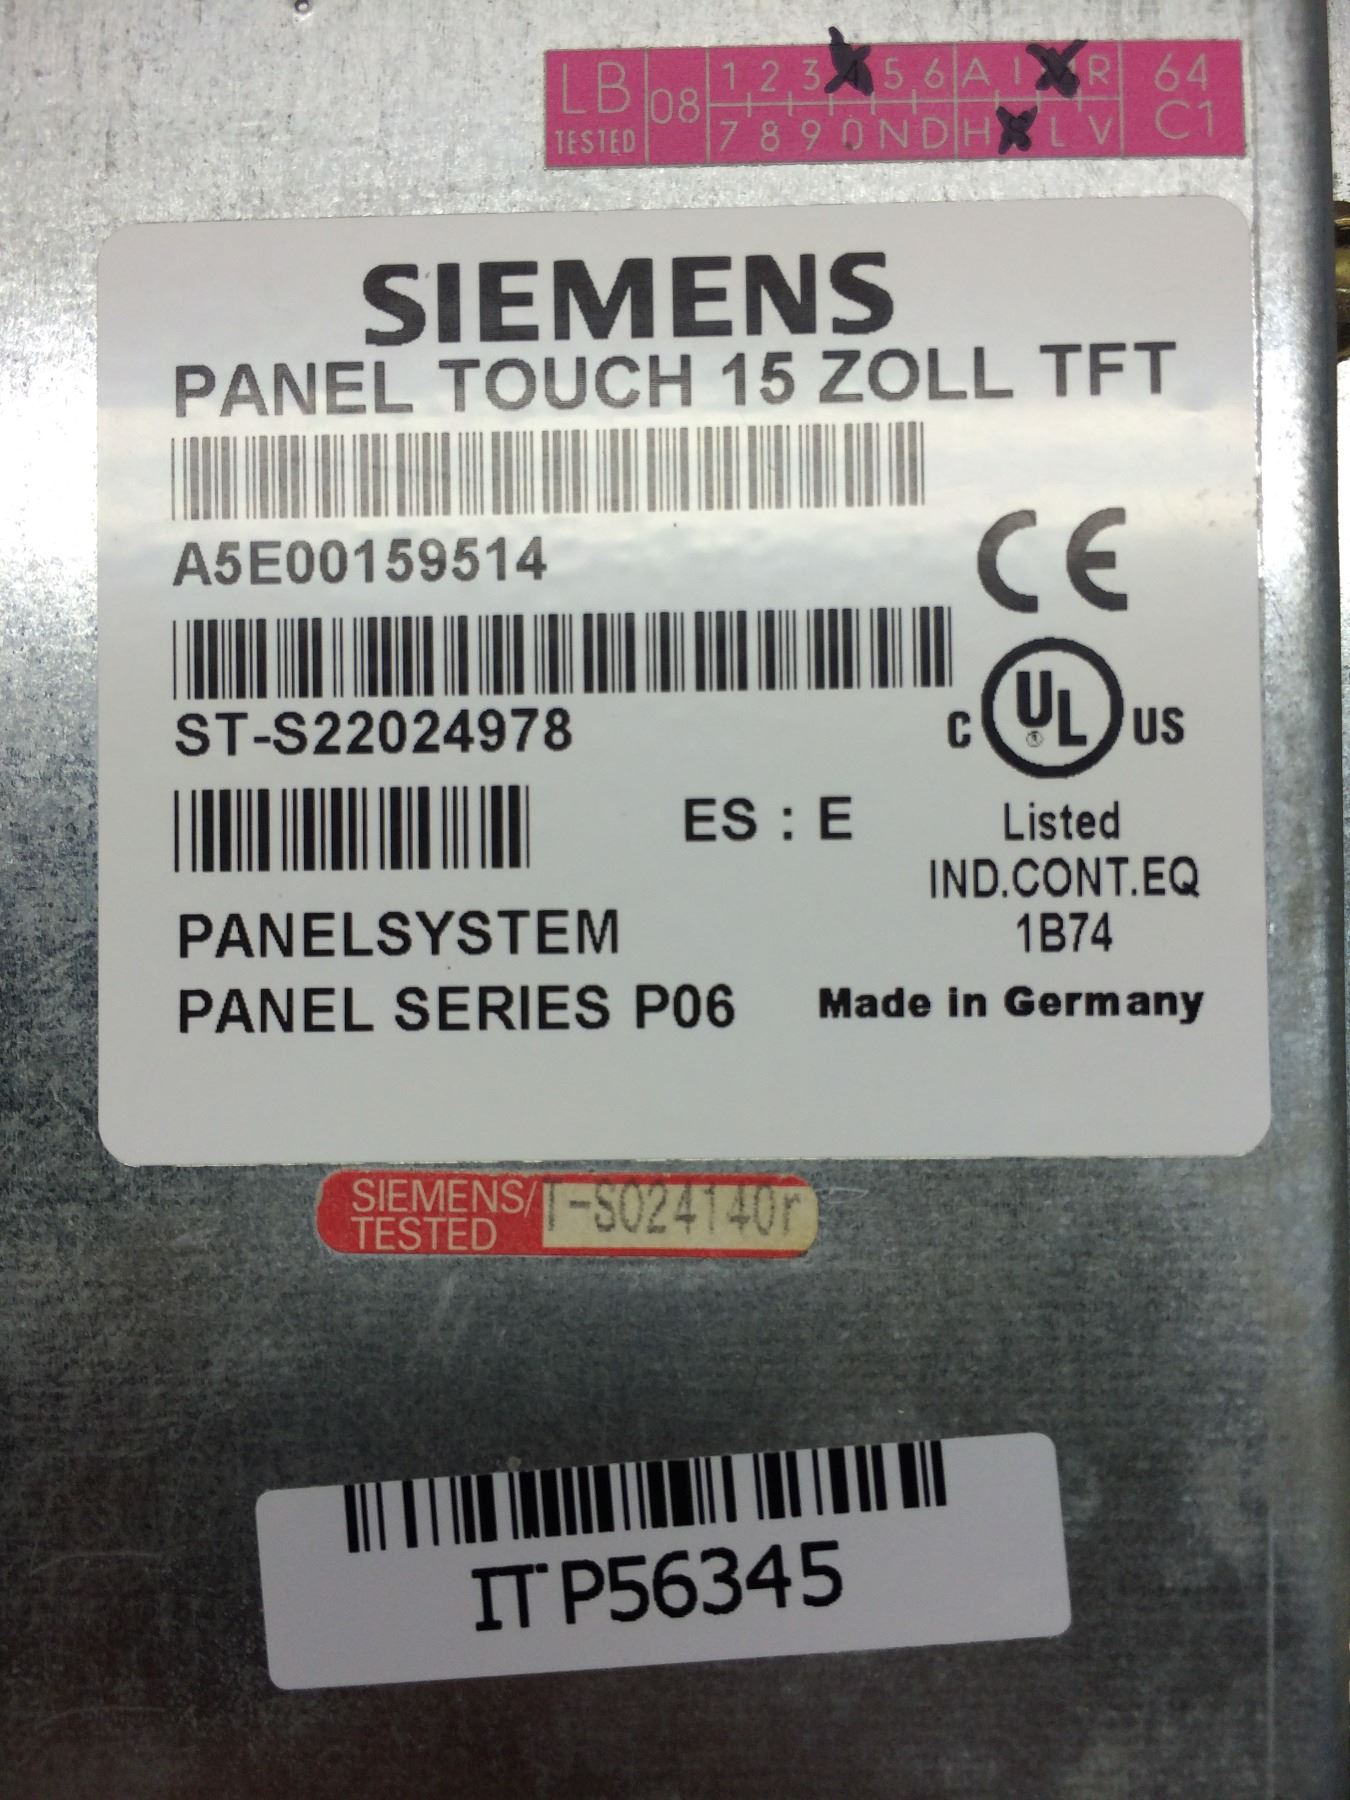 LB
TESTED
08
1 2 3 4 5 6 A I R
7 8 9 0 N D H L V
64
C1
SIEMENS
PANEL TOUCH 15 ZOLL TFT
A5E00159514
CE
ST-S22024978
C UL US
®
ES : E
Listed
IND.CONT.EQ
1B74
PANELSYSTEM
PANEL SERIES P06
Made in Germany
SIEMENS/
TESTED
T-S024140r
IT P56345